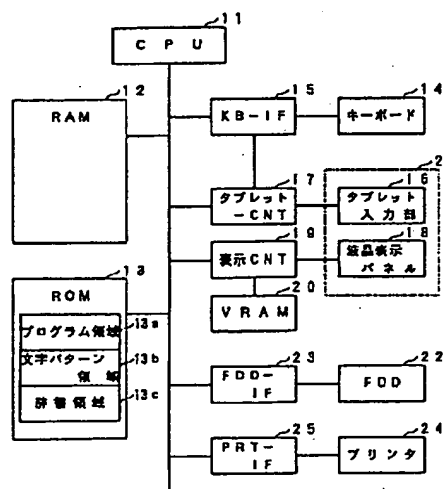 11
CPU
12
RAM
15
KB-IF
14
キーボード
2
17
タブレット
-CNT
16
タブレット
入力部
19
表示CNT
18
液晶表示
パネル
20
VRAM
13
ROM
プログラム領域
13a
文字パターン
領域
13b
辞書領域
13c
23
FDD-
IF
22
FDD
25
PRT-
IF
24
プリンタ